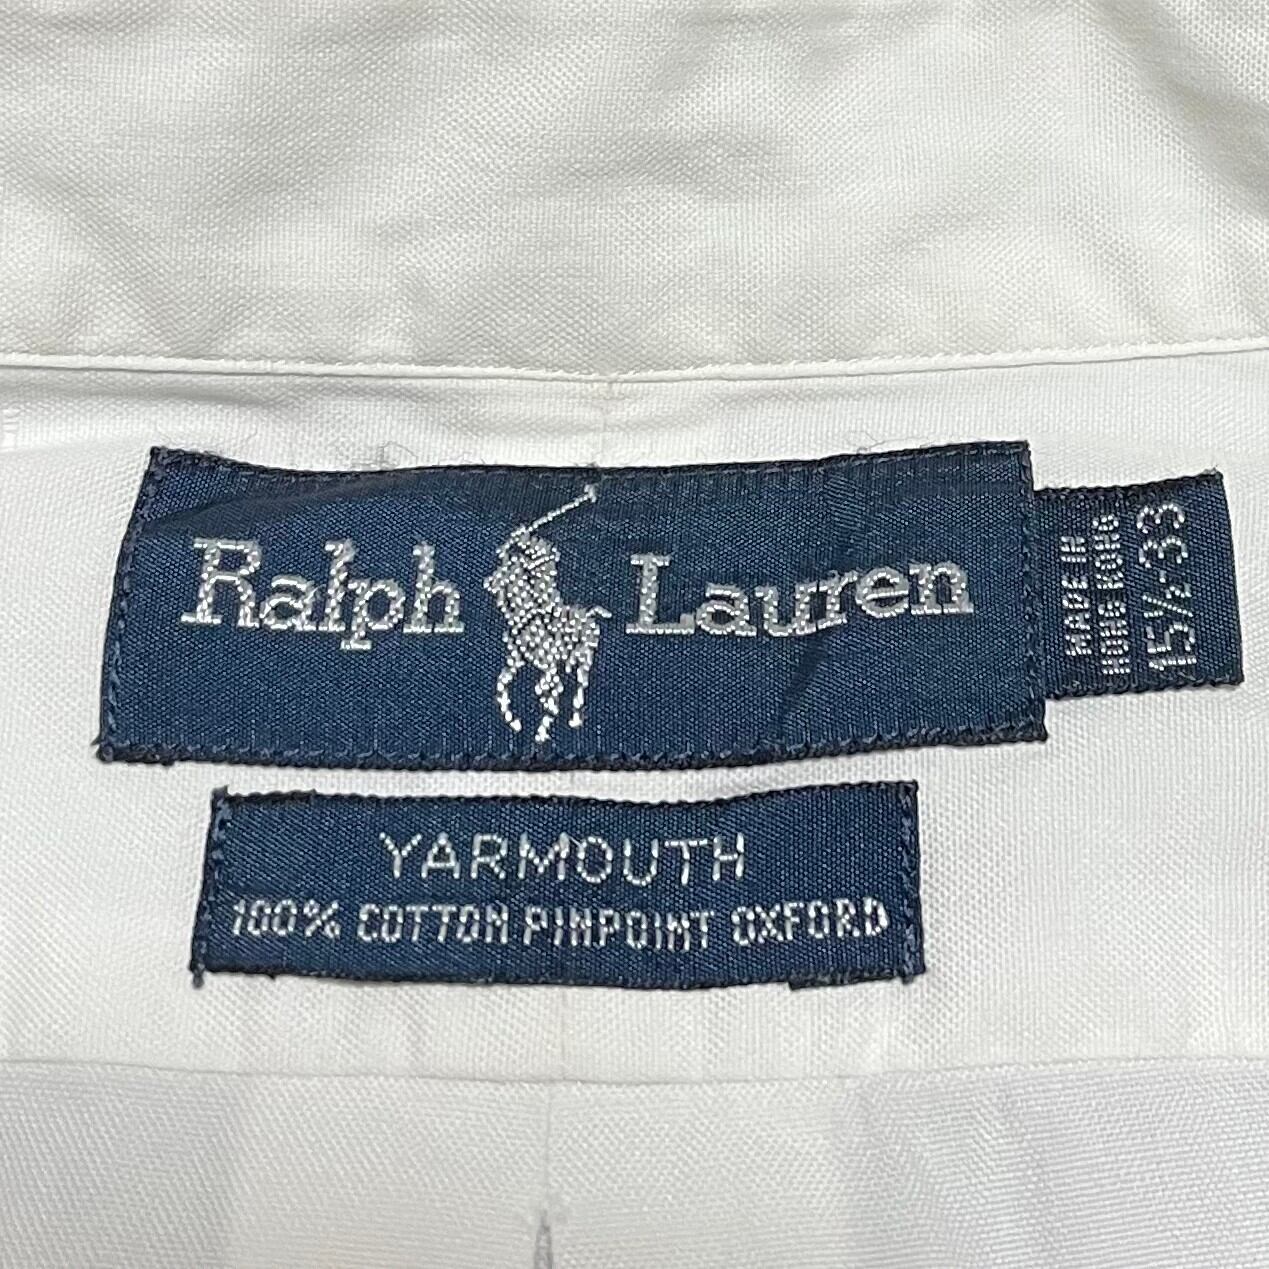 Ralph Lauren
MADE IN
HONG KONG
15½-33
YARMOUTH
100% COTTON PINPOINT OXFORD